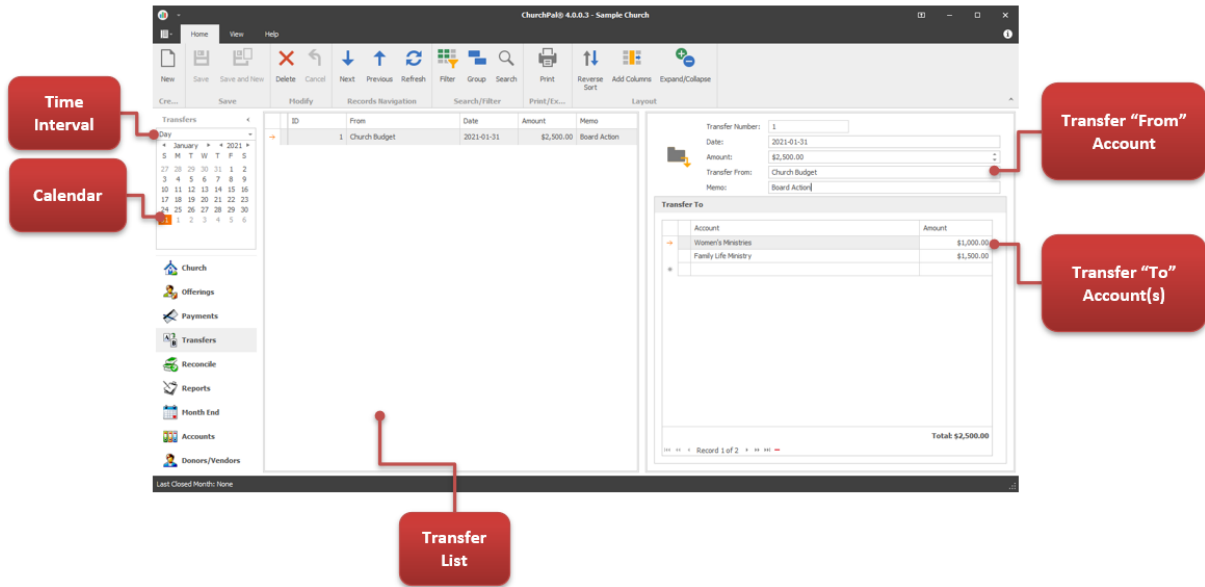 ChurchPal® 4.0.0.3 - Sample Church
Home View Help
New Save Save and New Delete Cancel Next Previous Refresh Filter Group Search Print Reverse Sort Add Columns Expand/Collapse
Cre... Save Modify Records Navigation Search/Filter Print/Ex... Layout
Time
Interval
Calendar
Transfers
Day
January 2021
S M T W T F S
27 28 29 30 31 1 2
3 4 5 6 7 8 9
10 11 12 13 14 15 16
17 18 19 20 21 22 23
24 25 26 27 28 29 30
31 1 2 3 4 5 6
Church
Offerings
Payments
Transfers
Reconcile
Reports
Month End
Accounts
Donors/Vendors
ID From Date Amount Memo
1 Church Budget 2021-01-31 $2,500.00 Board Action
Transfer Number: 1
Date: 2021-01-31
Amount: $2,500.00
Transfer From: Church Budget
Memo: Board Action
Transfer To
Account Amount
Women's Ministries $1,000.00
Family Life Ministry $1,500.00
Total: $2,500.00
Record 1 of 2
Transfer “From”
Account
Transfer “To”
Account(s)
Last Closed Month: None
Transfer
List